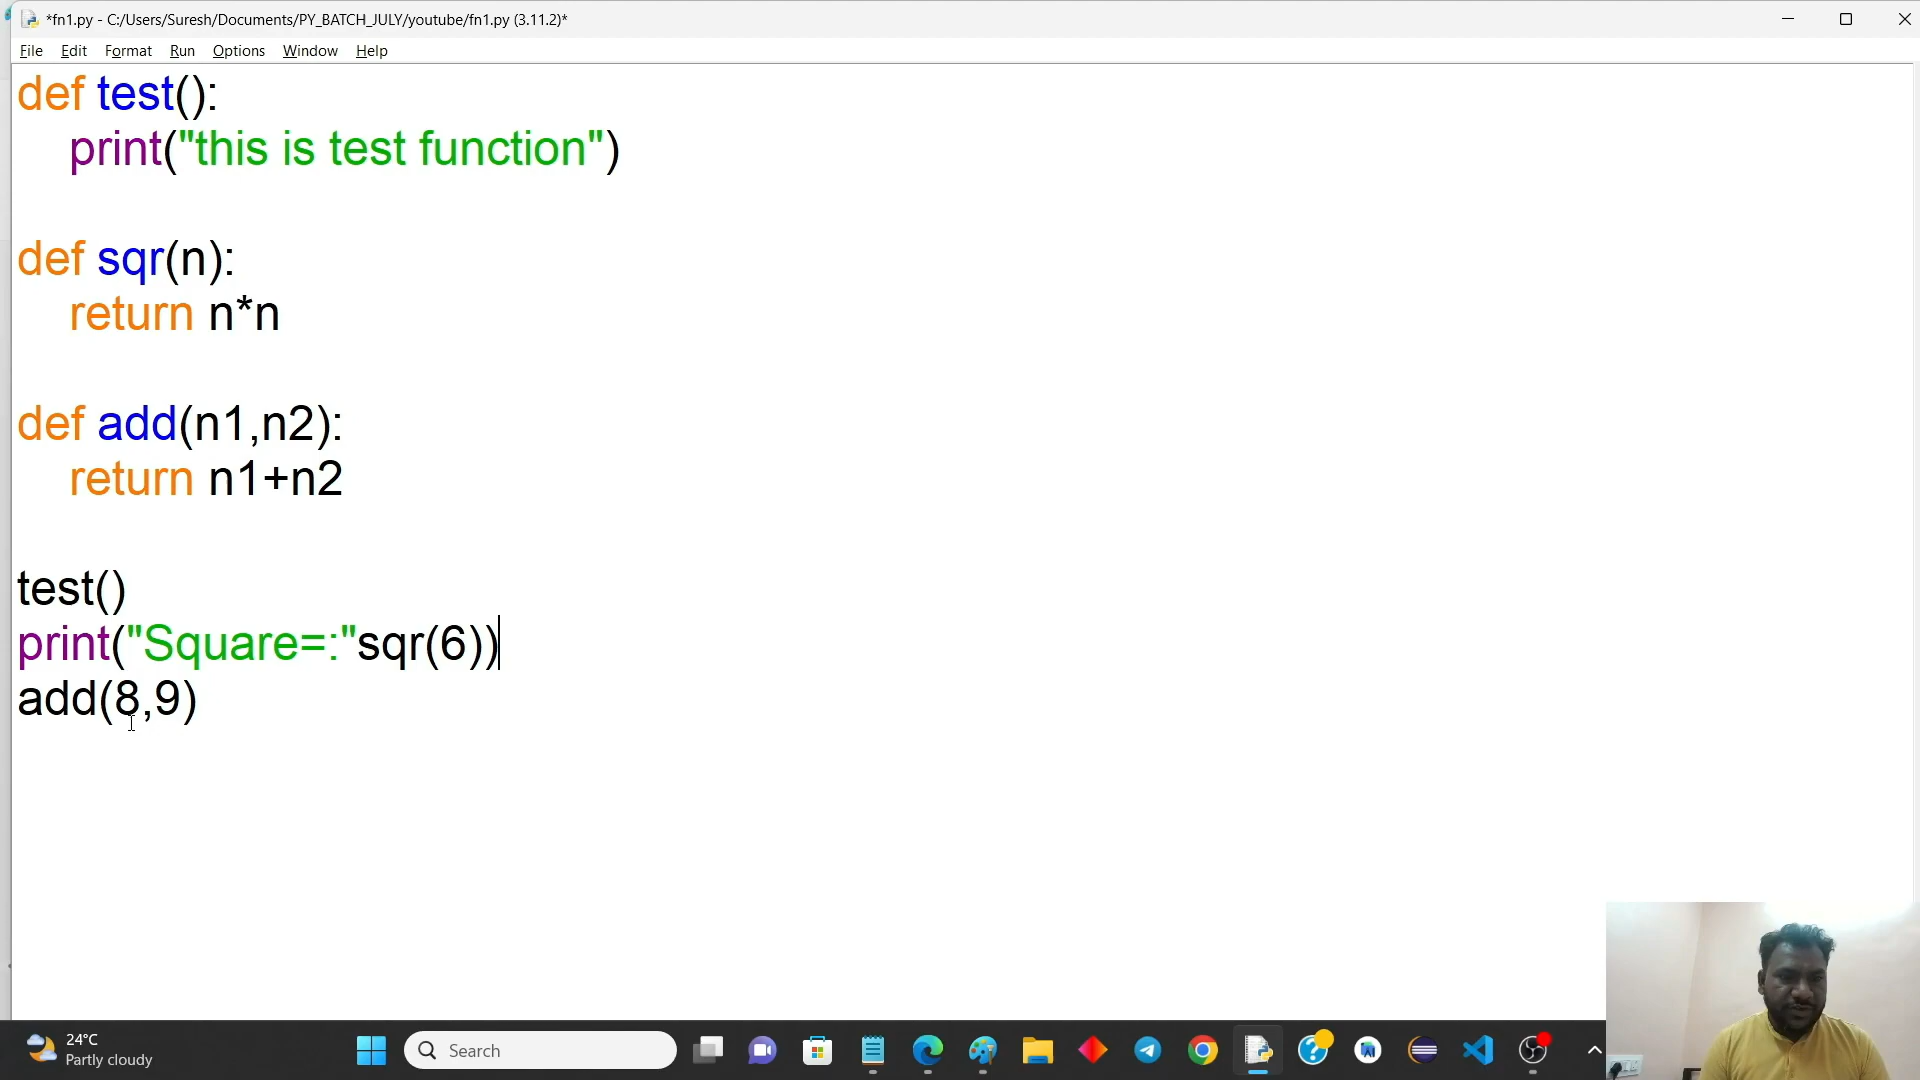 *fn1.py - C:/Users/Suresh/Documents/PY_BATCH_JULY/youtube/fn1.py (3.11.2)*
File Edit Format Run Options Window Help
def test():
    print("this is test function")

def sqr(n):
    return n*n

def add(n1,n2):
    return n1+n2

test()
print("Square=:"sqr(6))
add(8,9)
24°C
Partly cloudy
Search